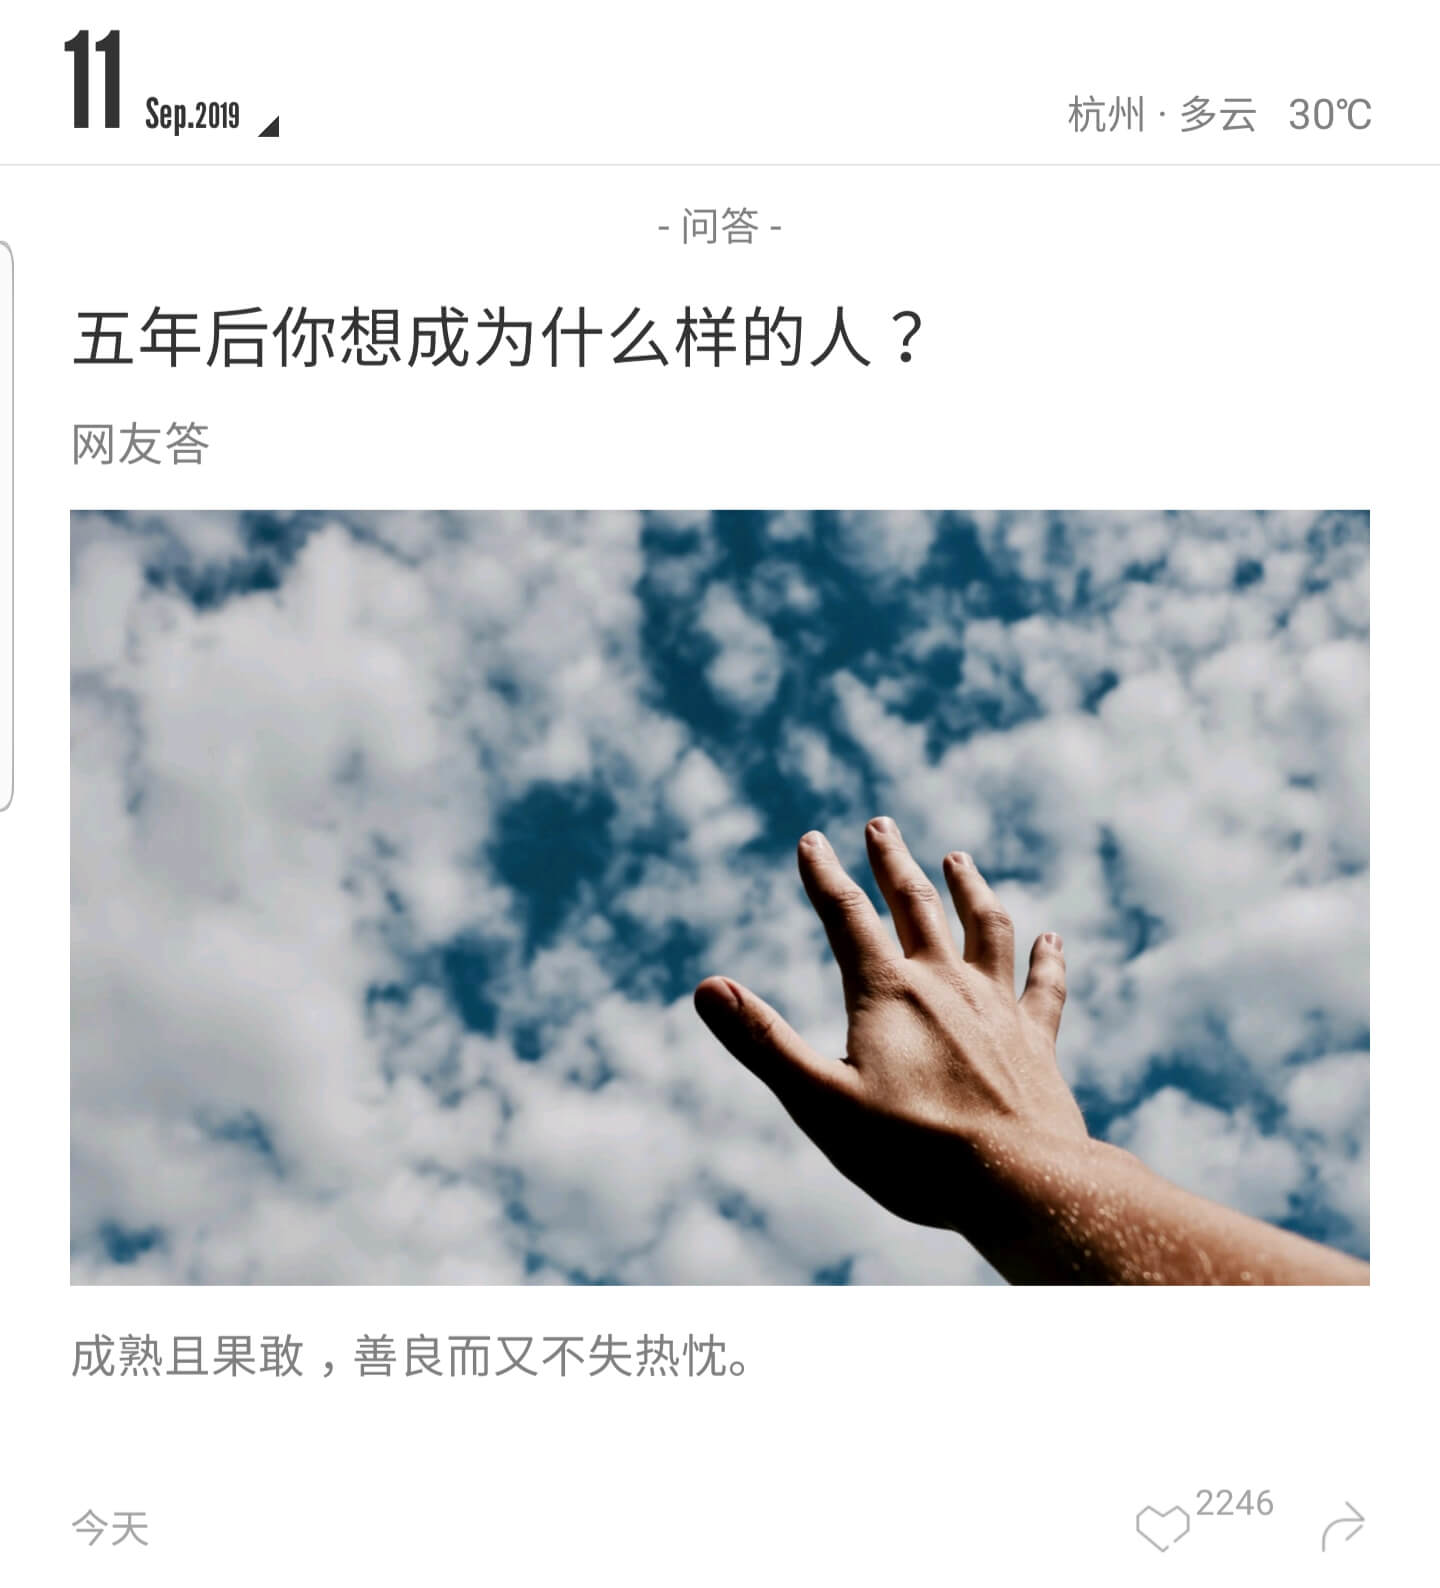 11 Sep.2019
杭州 · 多云 30℃
- 问答 -
五年后你想成为什么样的人？
网友答
成熟且果敢，善良而又不失热忱。
今天
2246